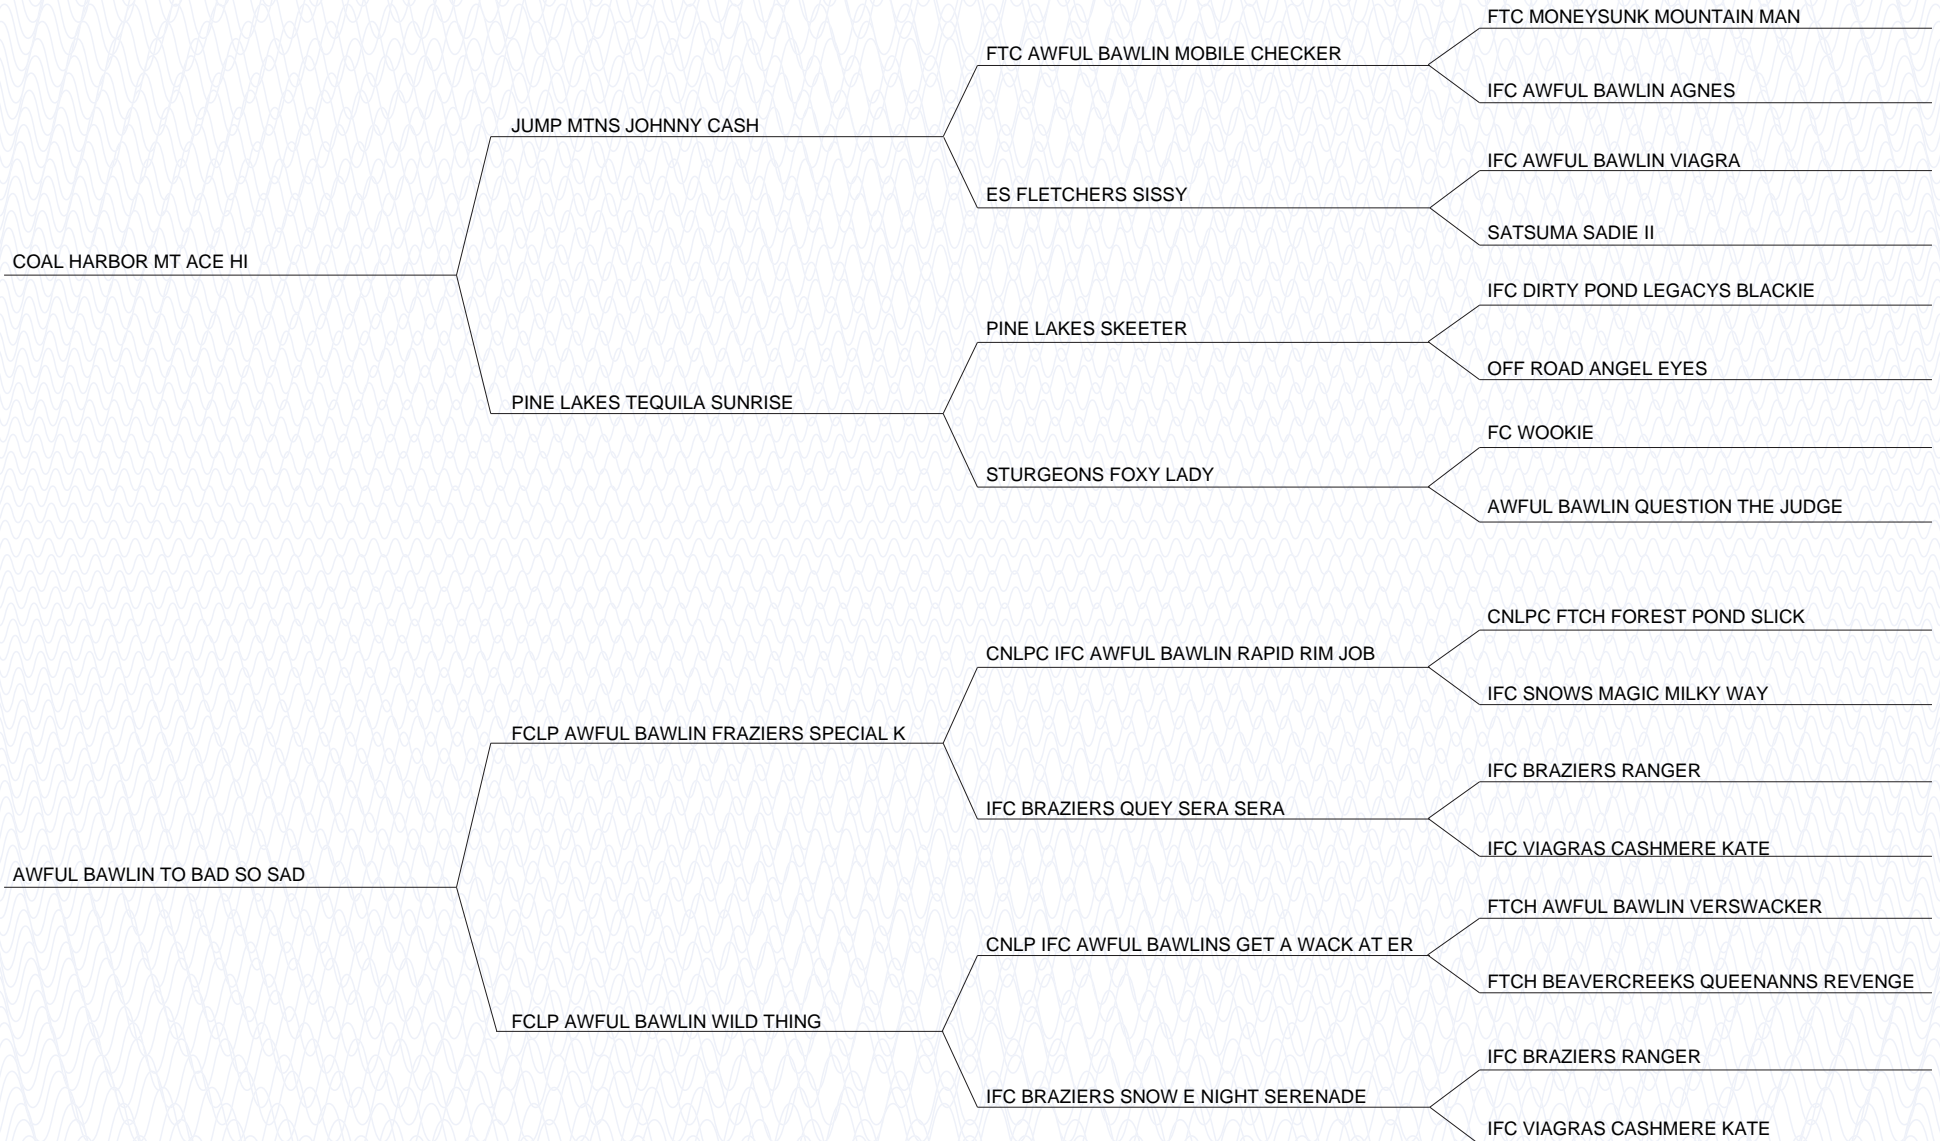 FTC MONEYSUNK MOUNTAIN MAN
FTC AWFUL BAWLIN MOBILE CHECKER
IFC AWFUL BAWLIN AGNES
JUMP MTNS JOHNNY CASH
IFC AWFUL BAWLIN VIAGRA
ES FLETCHERS SISSY
SATSUMA SADIE II
COAL HARBOR MT ACE HI
IFC DIRTY POND LEGACYS BLACKIE
PINE LAKES SKEETER
OFF ROAD ANGEL EYES
PINE LAKES TEQUILA SUNRISE
FC WOOKIE
STURGEONS FOXY LADY
AWFUL BAWLIN QUESTION THE JUDGE
CNLPC FTCH FOREST POND SLICK
CNLPC IFC AWFUL BAWLIN RAPID RIM JOB
IFC SNOWS MAGIC MILKY WAY
FCLP AWFUL BAWLIN FRAZIERS SPECIAL K
IFC BRAZIERS RANGER
IFC BRAZIERS QUEY SERA SERA
IFC VIAGRAS CASHMERE KATE
AWFUL BAWLIN TO BAD SO SAD
FTCH AWFUL BAWLIN VERSWACKER
CNLP IFC AWFUL BAWLINS GET A WACK AT ER
FTCH BEAVERCREEKS QUEENANNS REVENGE
FCLP AWFUL BAWLIN WILD THING
IFC BRAZIERS RANGER
IFC BRAZIERS SNOW E NIGHT SERENADE
IFC VIAGRAS CASHMERE KATE